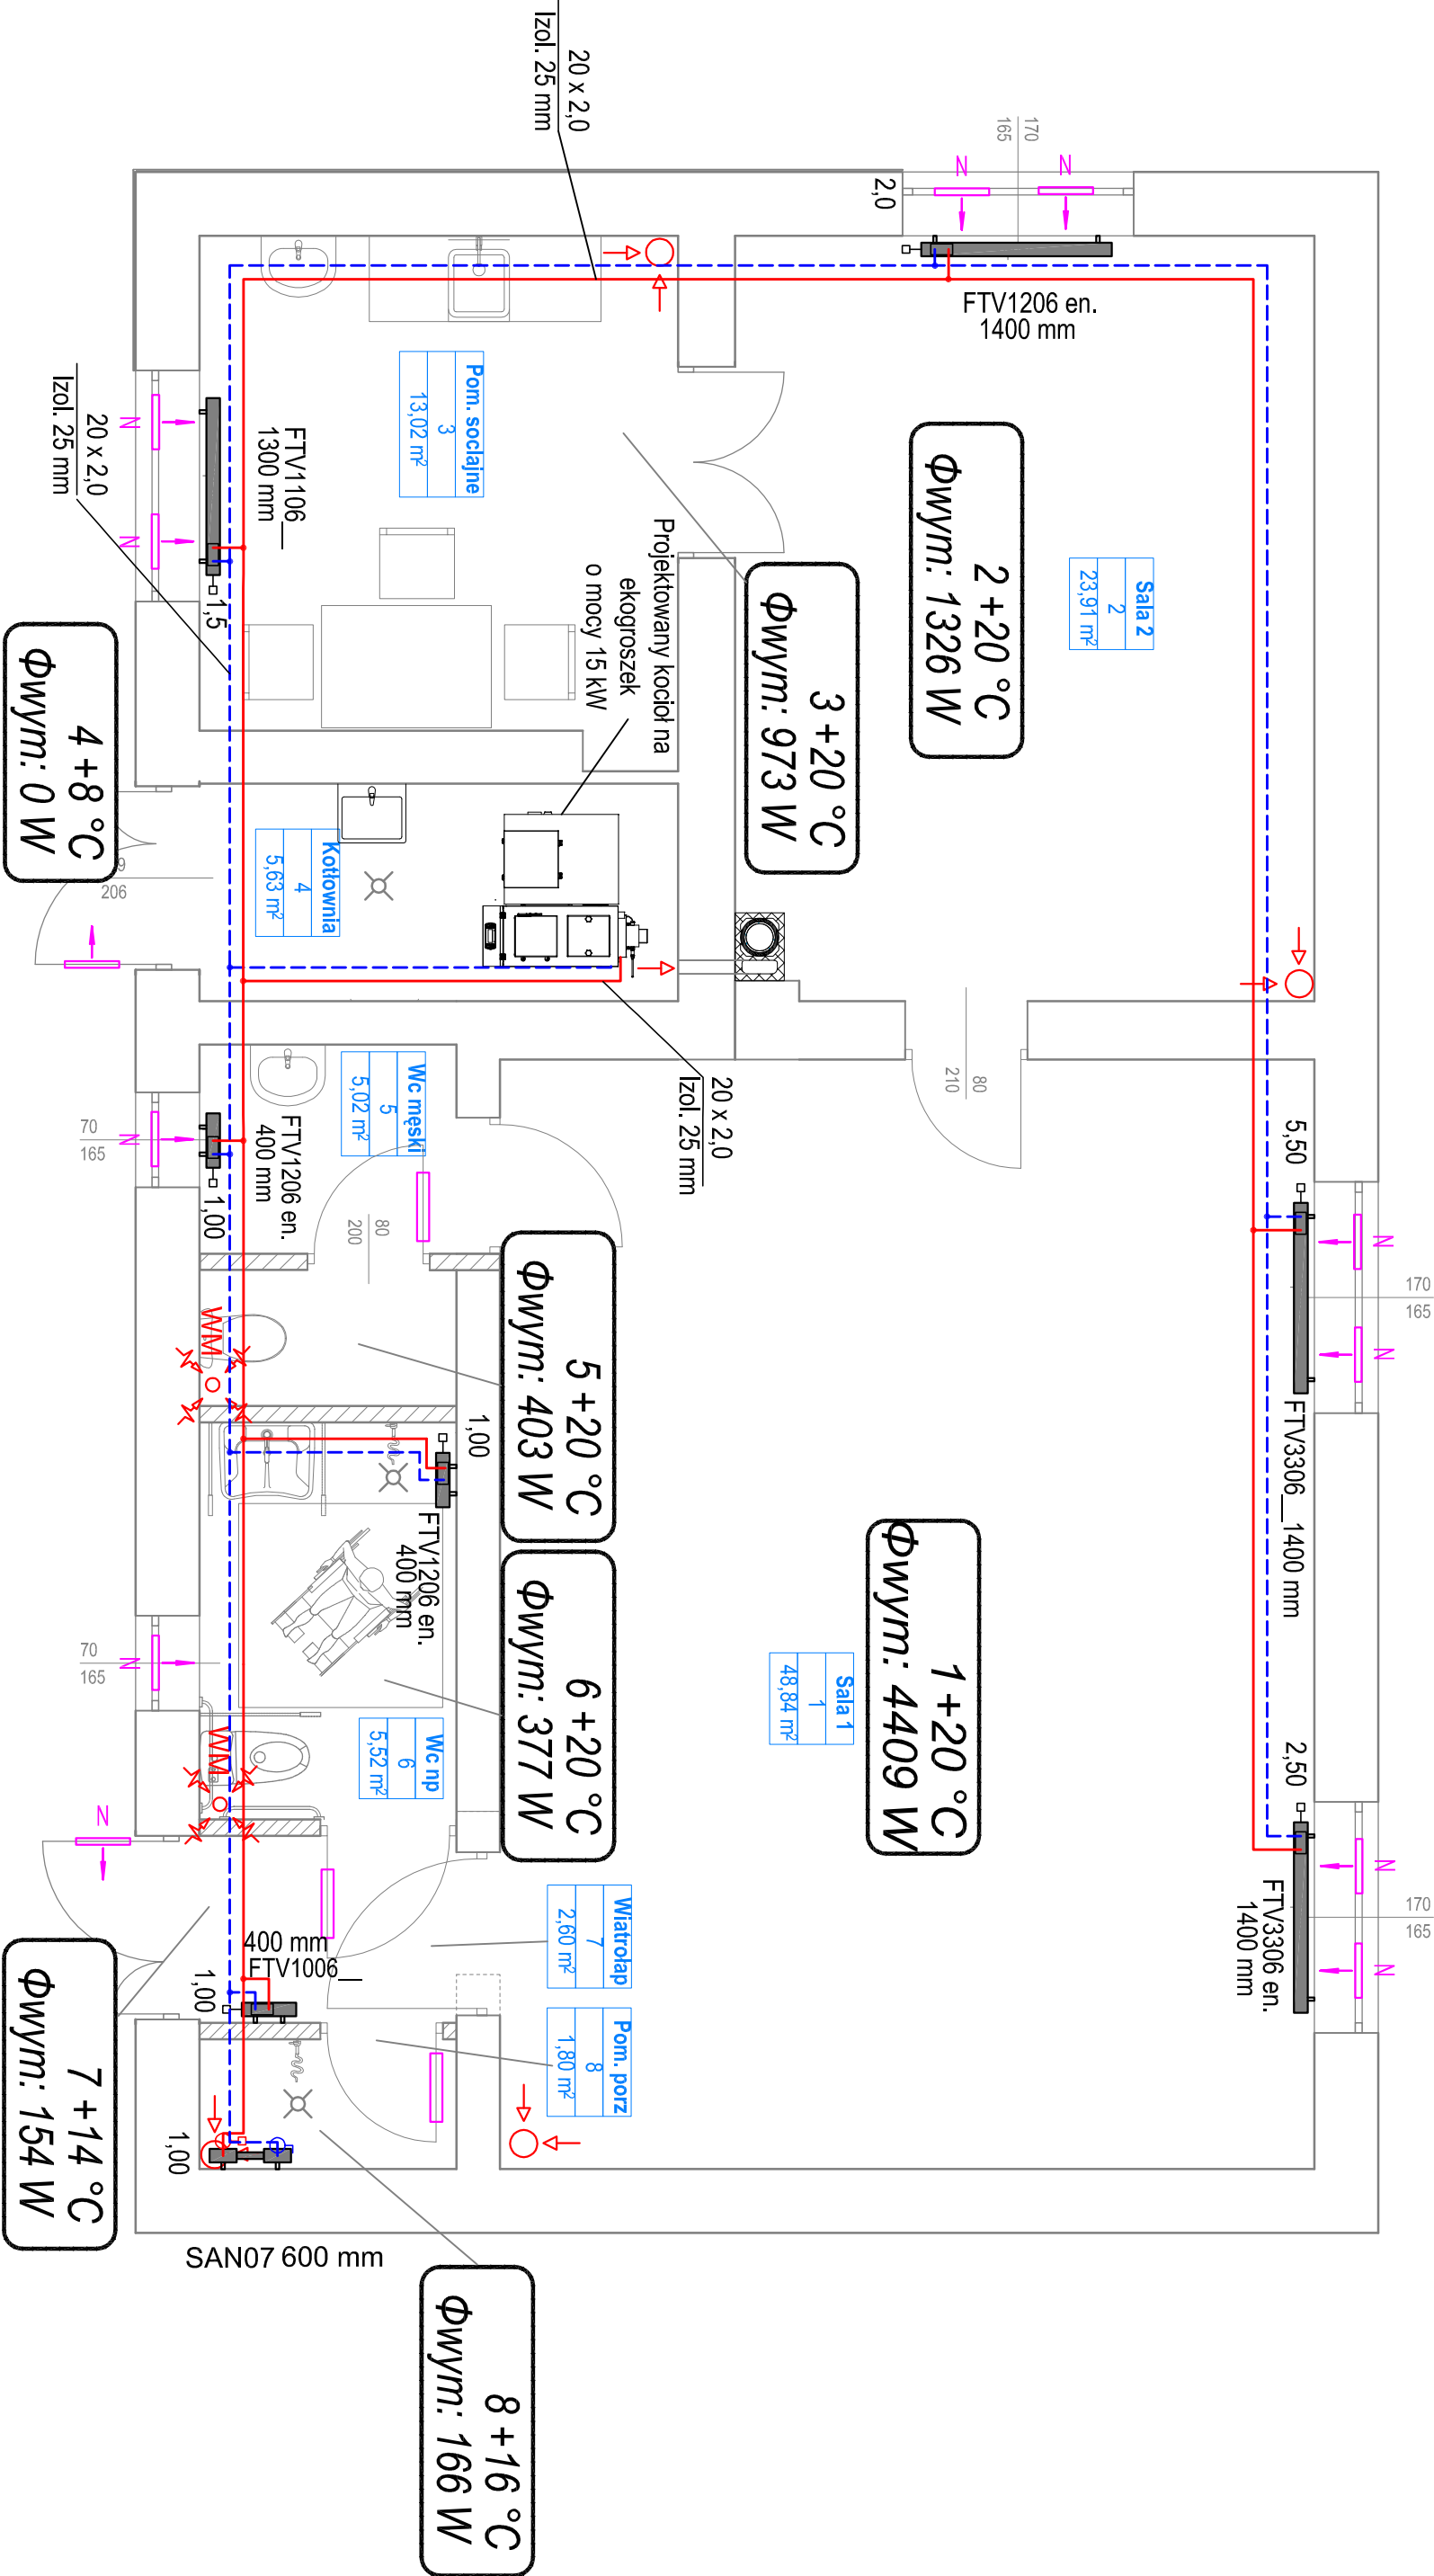 20 x 2,0
Izol. 25 mm
170
165
N
N
2,0
FTV1206 en.
1400 mm
Pom. soclajne
3
13,02 m²
2 +20 °C
Φwym: 1326 W
Sala 2
2
23,91 m²
3 +20 °C
Φwym: 973 W
Projektowany kocioł na
ekogroszek
o mocy 15 kW
FTV1106__
1300 mm
1,5
N
N
20 x 2,0
Izol. 25 mm
4 +8 °C
Φwym: 0 W
9
206
Kotłownia
4
5,63 m²
20 x 2,0
Izol. 25 mm
80
210
Wc męski
5
5,02 m²
FTV1206 en.
400 mm
1,00
N
70
165
80
200
5,50
N
N
170
165
FTV3306__1400 mm
5 +20 °C
Φwym: 403 W
WM
1,00
FTV1206 en.
400 mm
6 +20 °C
Φwym: 377 W
1 +20 °C
Φwym: 4409 W
Sala 1
1
48,84 m²
70
165
N
Wc np
6
5,52 m²
WM
2,50
N
N
170
165
FTV3306 en.
1400 mm
N
Wiatrołap
7
2,60 m²
400 mm
FTV1006__
1,00
Pom. porz
8
1,80 m²
7 +14 °C
Φwym: 154 W
1,00
SAN07 600 mm
8 +16 °C
Φwym: 166 W